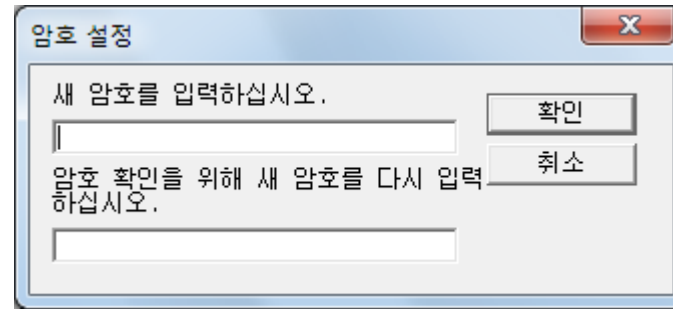 암호 설정
새 암호를 입력하십시오.
확인
취소
암호 확인을 위해 새 암호를 다시 입력
하십시오.